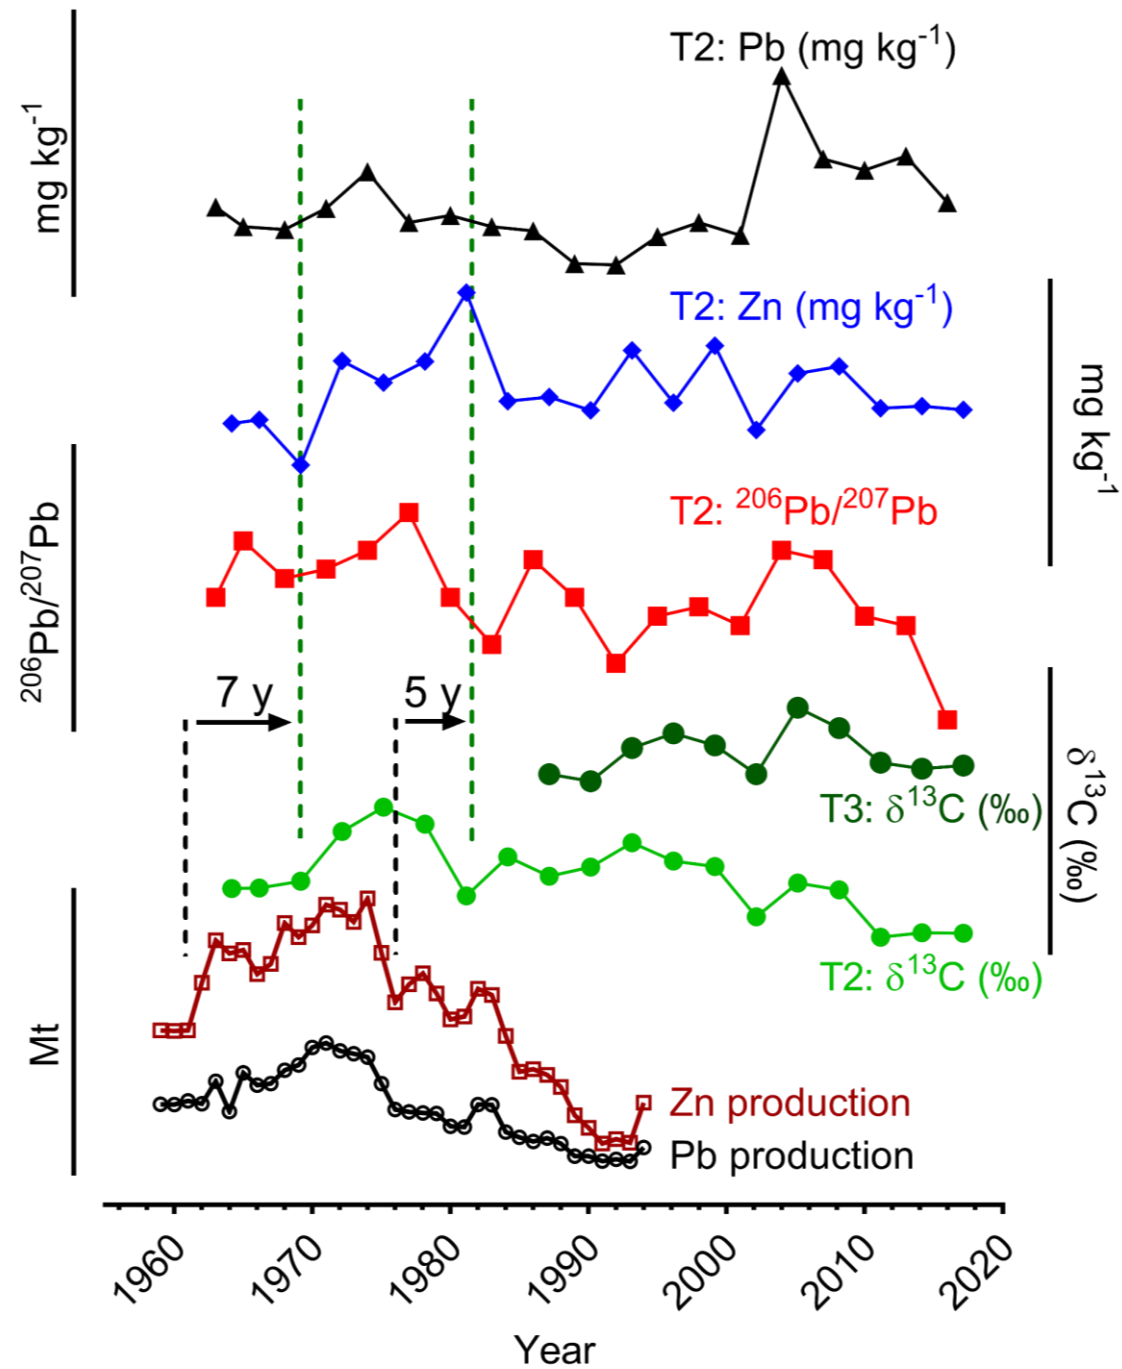 T2: Pb (mg kg⁻¹)
mg kg⁻¹
T2: Zn (mg kg⁻¹)
mg kg⁻¹
T2: ²⁰⁶Pb/²⁰⁷Pb
²⁰⁶Pb/²⁰⁷Pb
7 y
5 y
T3: δ¹³C (‰)
δ¹³C (‰)
T2: δ¹³C (‰)
Mt
Zn production
Pb production
1960 1970 1980 1990 2000 2010 2020
Year